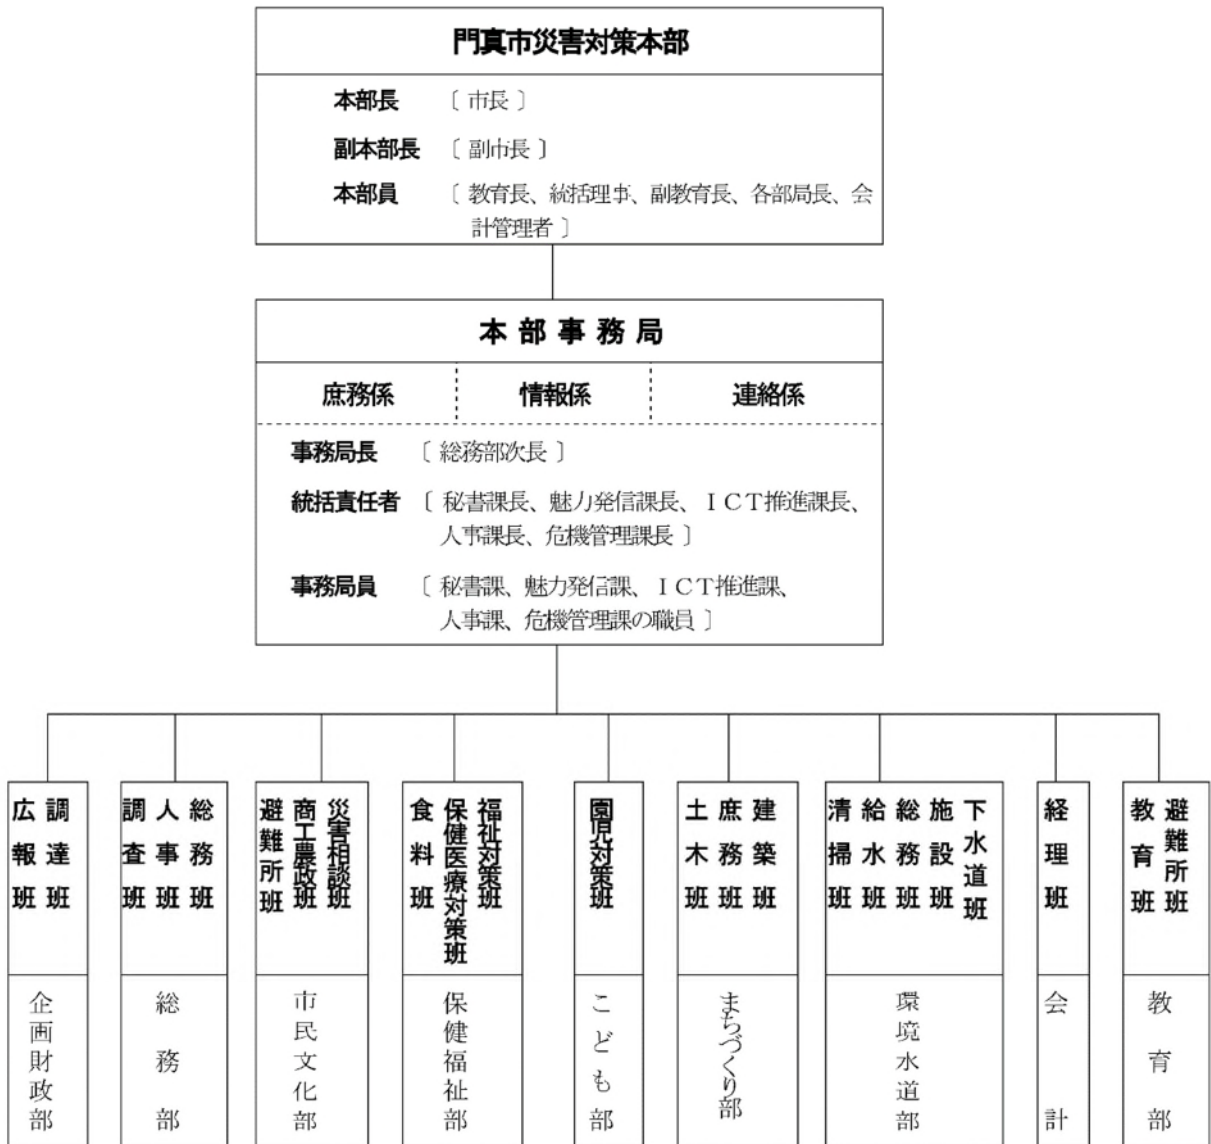 門真市災害対策本部
本部長 〔 市長 〕
副本部長 〔 副市長 〕
本部員 〔 教育長、統括理事、副教育長、各部局長、会
計管理者 〕
本部事務局
庶務係 情報係 連絡係
事務局長 〔 総務部次長 〕
統括責任者 〔 秘書課長、魅力発信課長、ＩＣＴ推進課長、
人事課長、危機管理課長 〕
事務局員 〔 秘書課、魅力発信課、ＩＣＴ推進課、
人事課、危機管理課の職員 〕
調達班
広報班
企画財政部
総務班
人事班
調査班
総務部
災害相談班
商工農政班
避難所班
市民文化部
福祉対策班
保健医療対策班
食料班
保健福祉部
園児対策班
こども部
建築班
庶務班
土木班
まちづくり部
下水道班
施設班
総務班
給水班
清掃班
環境水道部
経理班
会計
避難所班
教育班
教育部